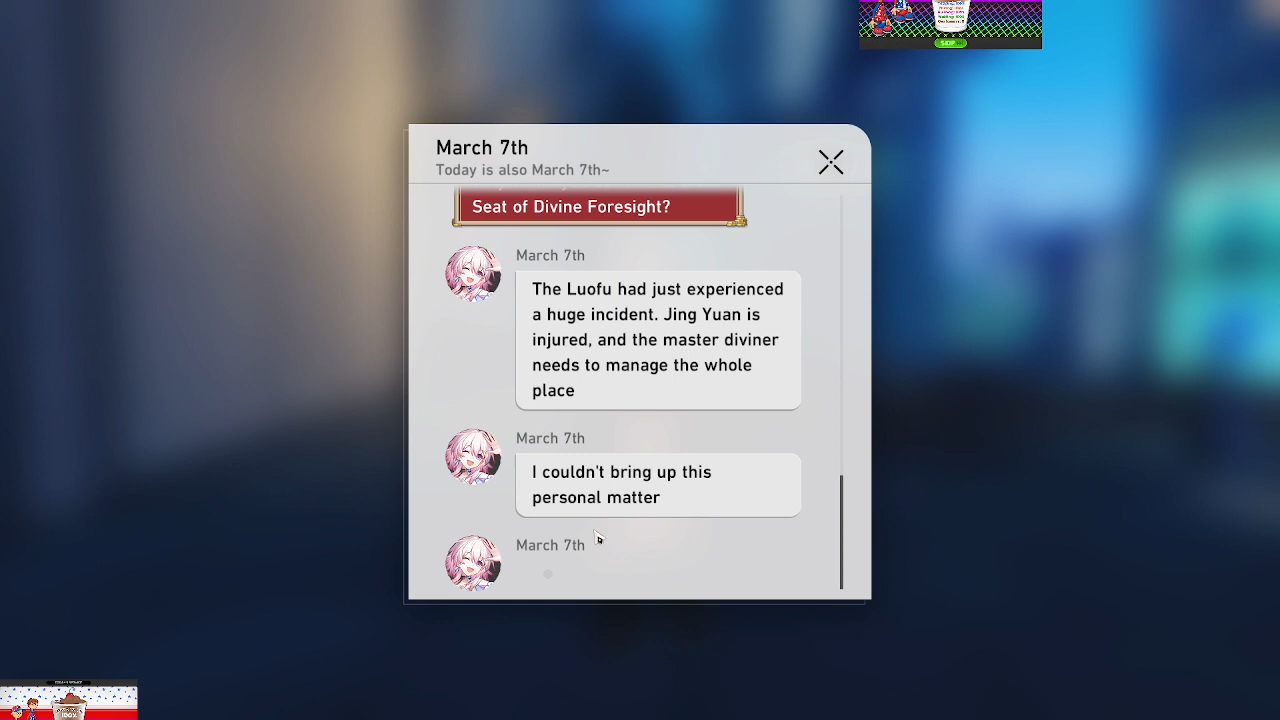 March 7th
Today is also March 7th~
Seat of Divine Foresight?
March 7th
The Luofu had just experienced
a huge incident. Jing Yuan is
injured, and the master diviner
needs to manage the whole
place
March 7th
I couldn't bring up this
personal matter
March 7th